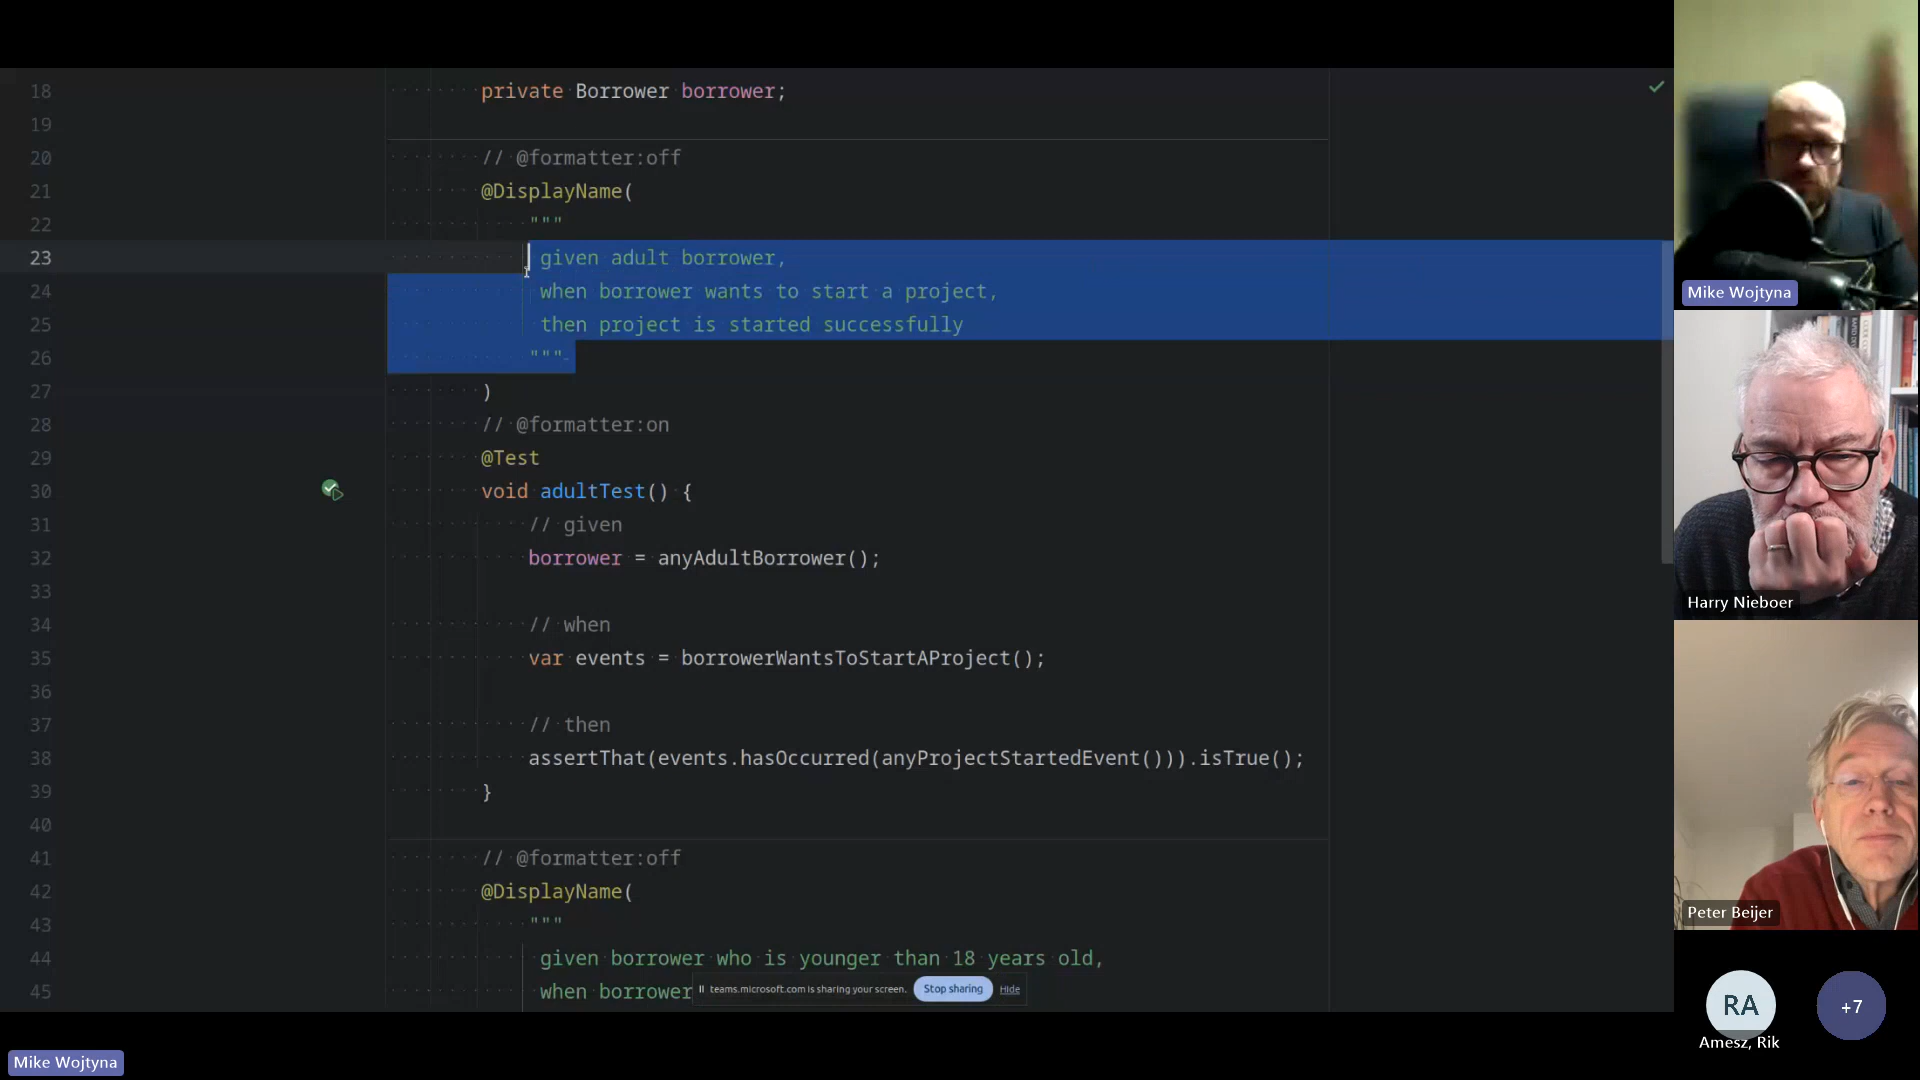 18 private Borrower borrower;
19
20 // @formatter:off
21 @DisplayName(
22 """
23 given adult borrower,
24 when borrower wants to start a project,
25 then project is started successfully
26 """
27 )
28 // @formatter:on
29 @Test
30 void adultTest() {
31 // given
32 borrower = anyAdultBorrower();
33
34 // when
35 var events = borrowerWantsToStartAProject();
36
37 // then
38 assertThat(events.hasOccurred(anyProjectStartedEvent())).isTrue();
39 }
40
41 // @formatter:off
42 @DisplayName(
43 """
44 given borrower who is younger than 18 years old,
45 when borrower
teams.microsoft.com is sharing your screen. Stop sharing Hide
Mike Wojtyna
Harry Nieboer
Peter Beijer
RA
+7
Amesz, Rik
Mike Wojtyna